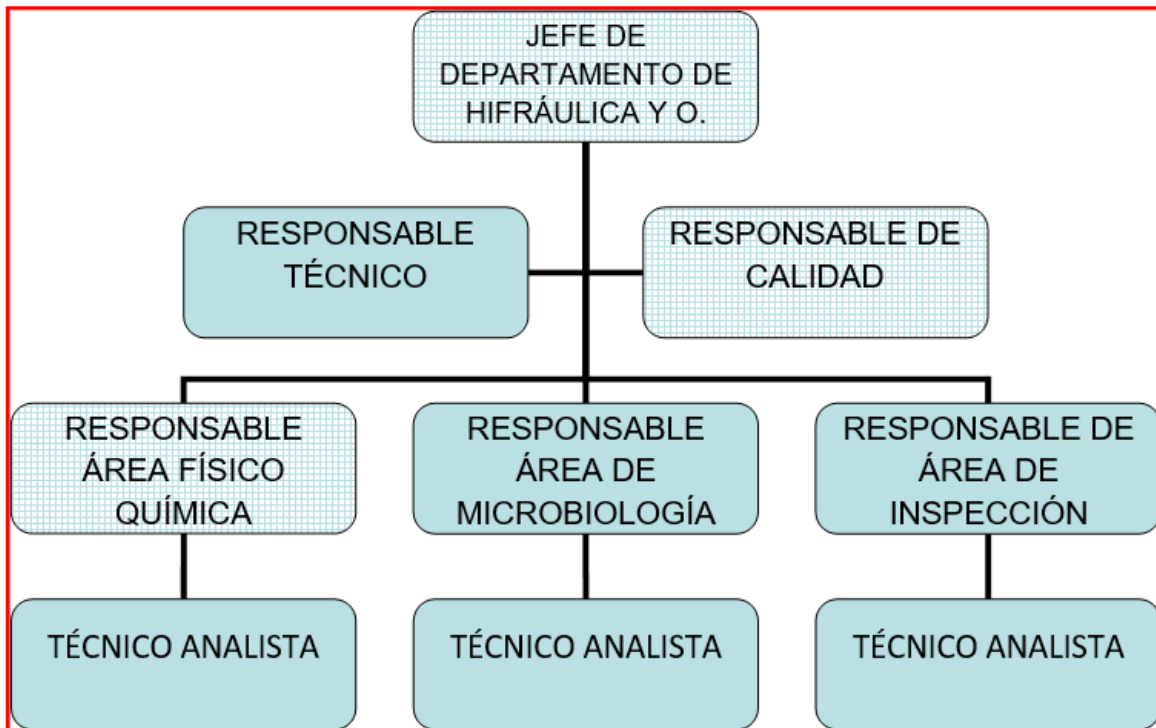 JEFE DE
DEPARTAMENTO DE
HIFRÁULICA Y O.
RESPONSABLE
TÉCNICO
RESPONSABLE DE
CALIDAD
RESPONSABLE
ÁREA FÍSICO
QUÍMICA
RESPONSABLE
ÁREA DE
MICROBIOLOGÍA
RESPONSABLE DE
ÁREA DE
INSPECCIÓN
TÉCNICO ANALISTA
TÉCNICO ANALISTA
TÉCNICO ANALISTA